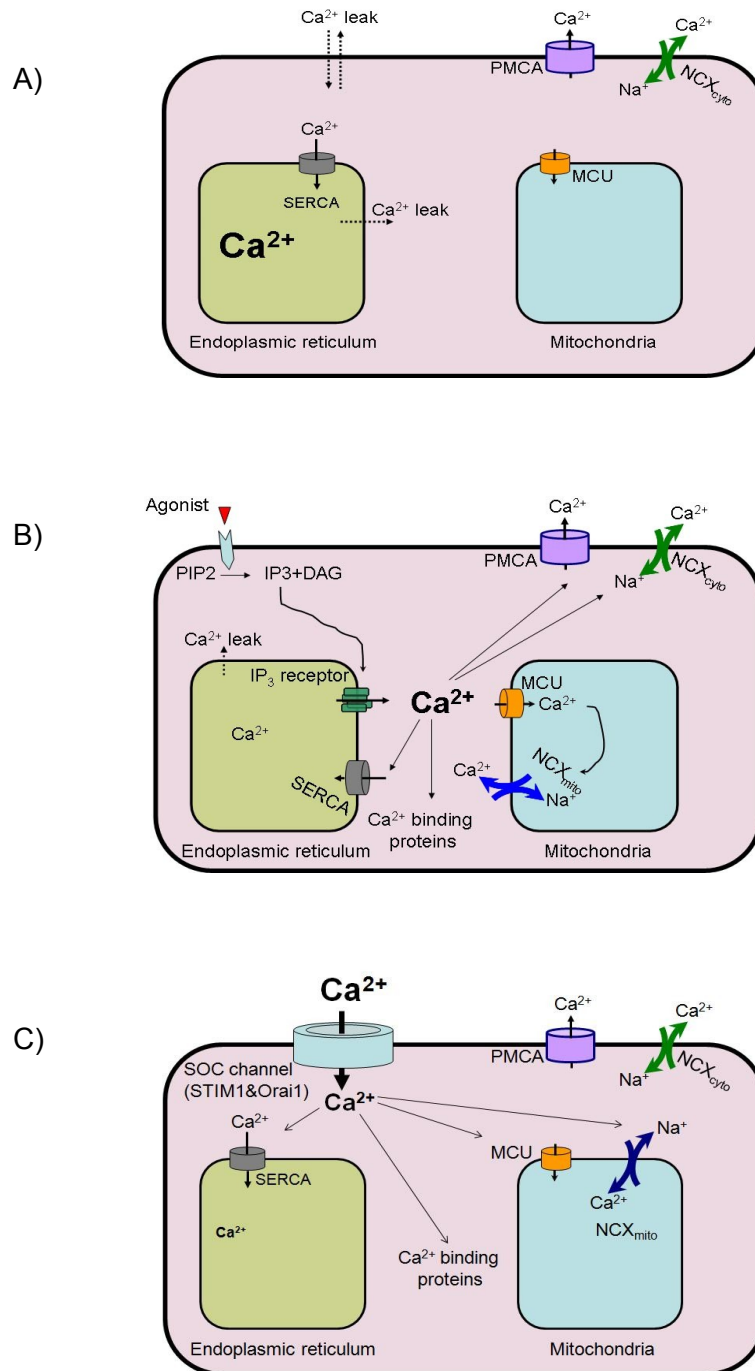 A)
Ca²⁺ leak
Ca²⁺
Ca²⁺
PMCA
Na⁺
NCXcyto
Ca²⁺
SERCA
MCU
Ca²⁺ leak
Ca²⁺
Endoplasmic reticulum
Mitochondria
B)
Agonist
Ca²⁺
Ca²⁺
PIP2
IP3+DAG
PMCA
Na⁺
NCXcyto
Ca²⁺ leak
IP₃ receptor
Ca²⁺
MCU
Ca²⁺
Ca²⁺
SERCA
Ca²⁺
NCXmito
Na⁺
Ca²⁺ binding
proteins
Endoplasmic reticulum
Mitochondria
C)
Ca²⁺
Ca²⁺
Ca²⁺
SOC channel
(STIM1&Orai1)
PMCA
Na⁺
NCXcyto
Ca²⁺
Ca²⁺
Na⁺
MCU
SERCA
Ca²⁺
Ca²⁺
NCXmito
Ca²⁺ binding
proteins
Endoplasmic reticulum
Mitochondria